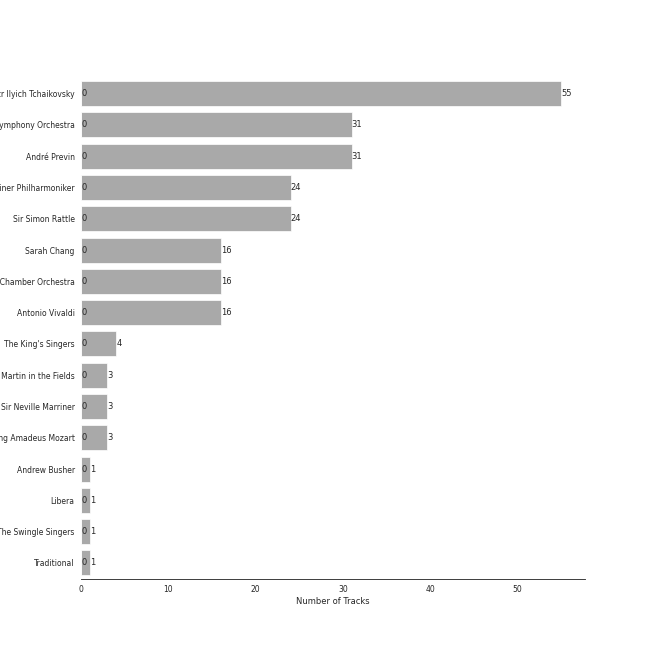 r Ilyich Tchaikovsky 0 55
ymphony Orchestra 0 31
André Previn 0 31
iner Philharmoniker 0 24
Sir Simon Rattle 0 24
Sarah Chang 0 16
Chamber Orchestra 0 16
Antonio Vivaldi 0 16
The King's Singers 0 4
Martin in the Fields 0 3
Sir Neville Marriner 0 3
ng Amadeus Mozart 0 3
Andrew Busher 0 1
Libera 0 1
The Swingle Singers 0 1
Traditional 0 1
0 10 20 30 40 50
Number of Tracks